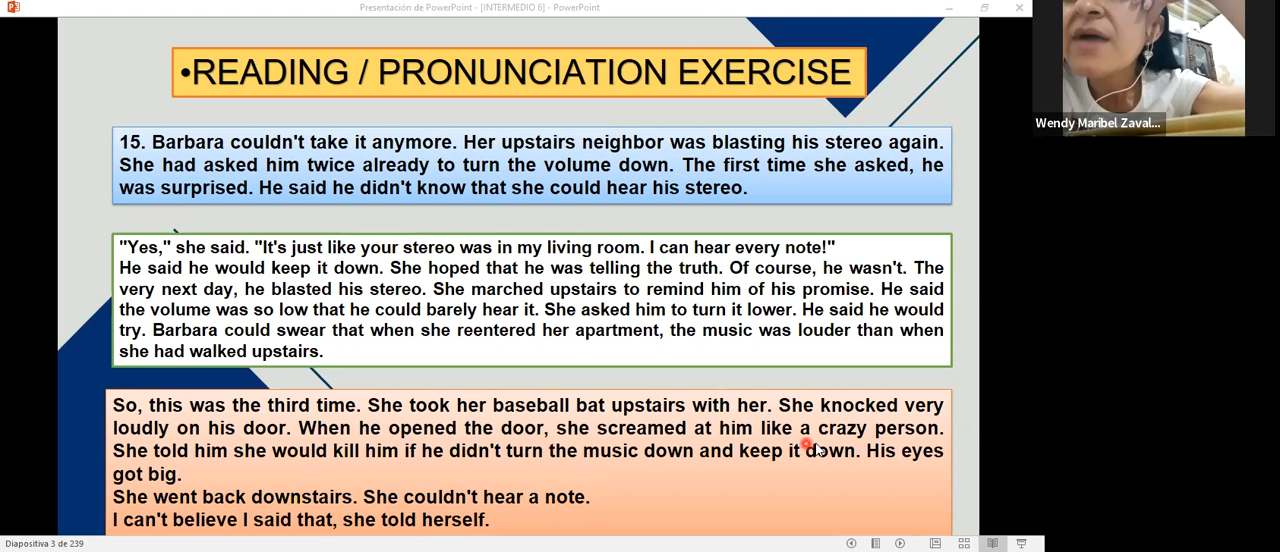 Presentación de PowerPoint - [INTERMEDIO 6] - PowerPoint
•READING / PRONUNCIATION EXERCISE
Wendy Maribel Zaval...
15. Barbara couldn't take it anymore. Her upstairs neighbor was blasting his stereo again.
She had asked him twice already to turn the volume down. The first time she asked, he
was surprised. He said he didn't know that she could hear his stereo.
"Yes," she said. "It's just like your stereo was in my living room. I can hear every note!"
He said he would keep it down. She hoped that he was telling the truth. Of course, he wasn't. The
very next day, he blasted his stereo. She marched upstairs to remind him of his promise. He said
the volume was so low that he could barely hear it. She asked him to turn it lower. He said he would
try. Barbara could swear that when she reentered her apartment, the music was louder than when
she had walked upstairs.
So, this was the third time. She took her baseball bat upstairs with her. She knocked very
loudly on his door. When he opened the door, she screamed at him like a crazy person.
She told him she would kill him if he didn't turn the music down and keep it down. His eyes
got big.
She went back downstairs. She couldn't hear a note.
I can't believe I said that, she told herself.
Diapositiva 3 de 239